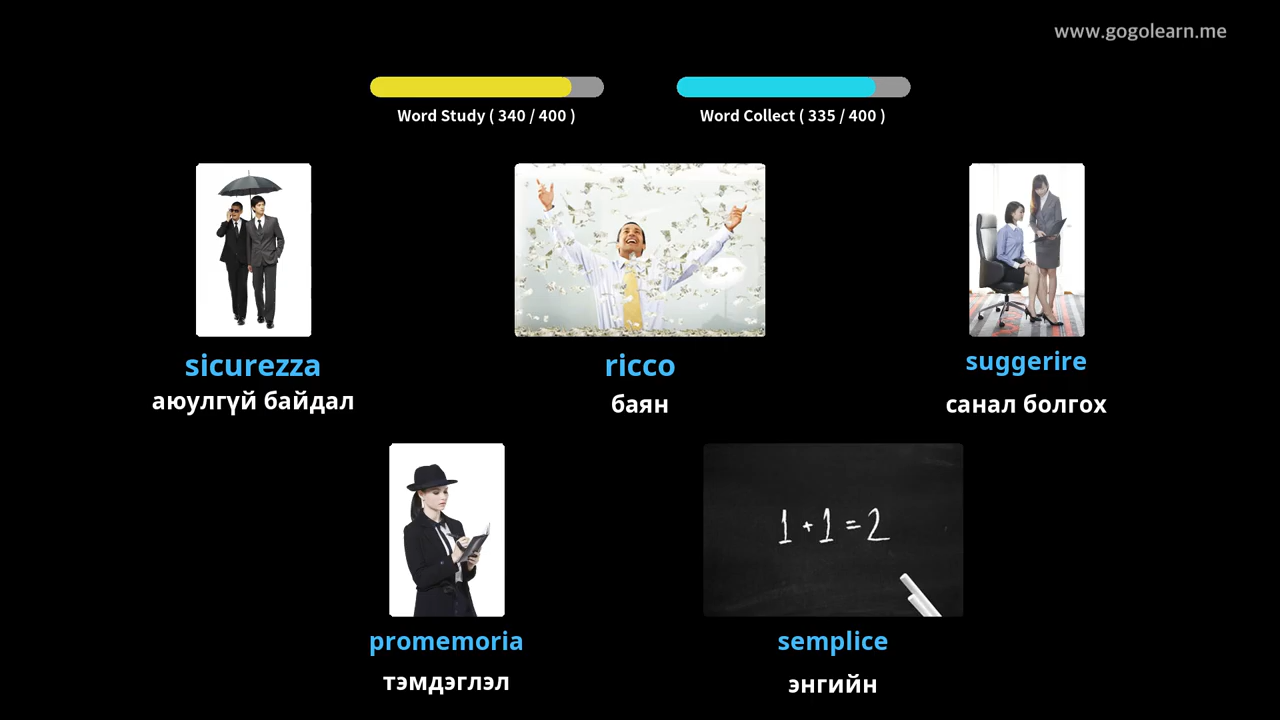 www.gogolearn.me
Word Study ( 340 / 400 )
Word Collect ( 335 / 400 )
sicurezza
аюулгүй байдал
ricco
баян
suggerire
санал болгох
1 + 1 = 2
promemoria
тэмдэглэл
semplice
энгийн